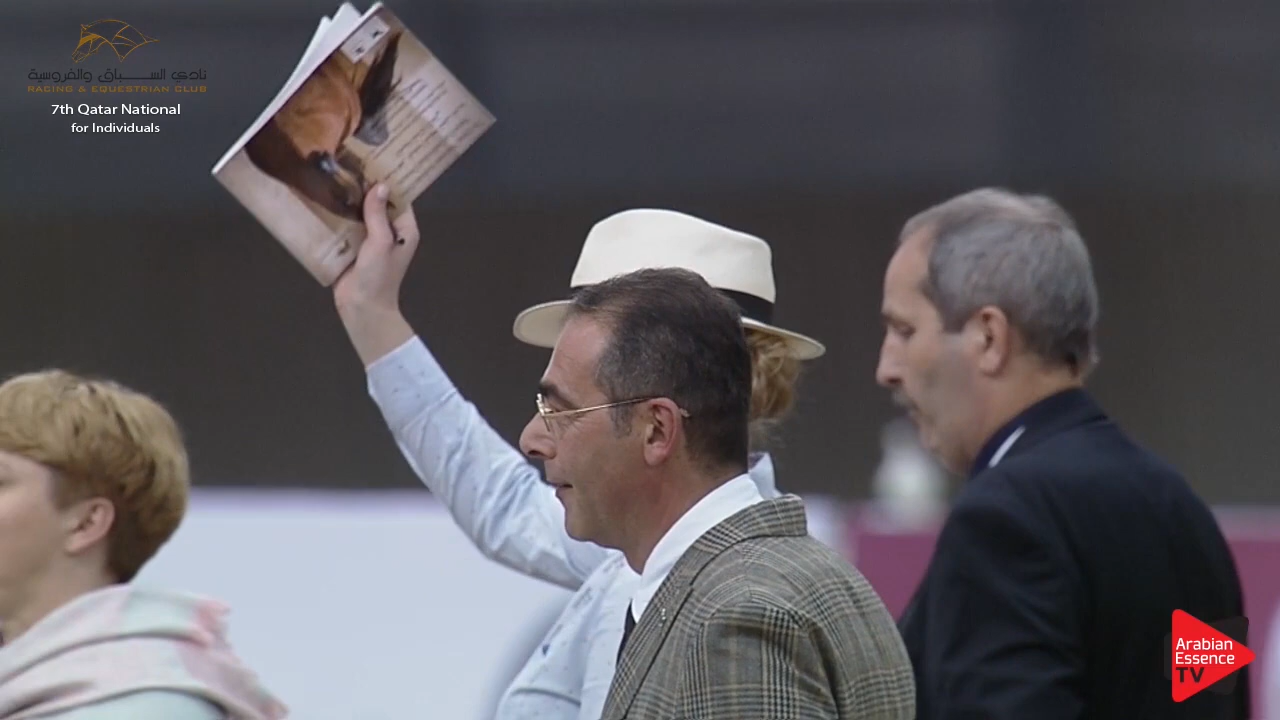 نادي السباق والفروسية
RACING & EQUESTRIAN CLUB
7th Qatar National
for Individuals
Arabian
Essence
TV